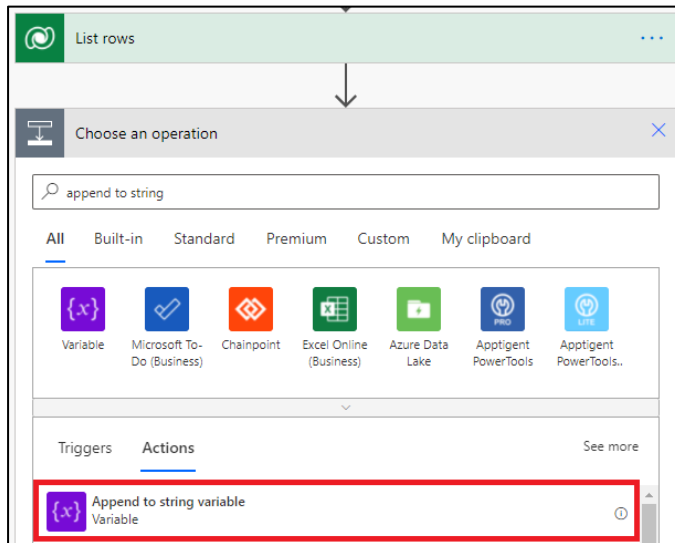 List rows
Choose an operation
append to string
All Built-in Standard Premium Custom My clipboard
{x}
PRO
LITE
Variable Microsoft To- Chainpoint Excel Online Azure Data Apptigent Apptigent
Do (Business) (Business) Lake PowerTools PowerTools..
Triggers Actions See more
{x} Append to string variable
Variable